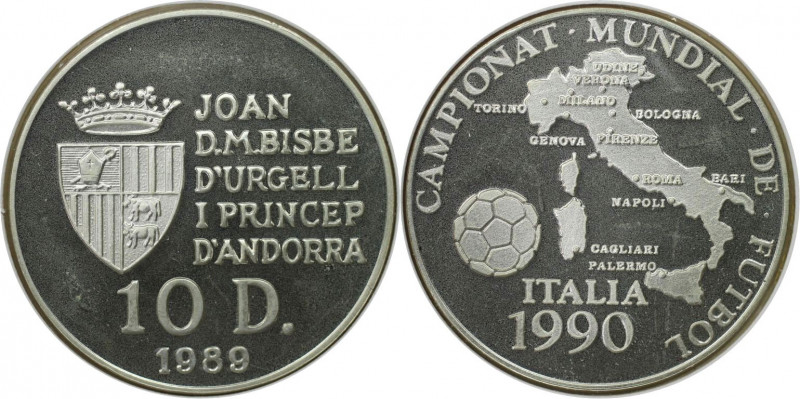 JOAN
D.M.BISBE
D'URGELL
I PRINCEP
D'ANDORRA
10 D.
1989
CAMPIONAT · MUNDIAL · DE · FUTBOL
UDINE
VERONA
TORINO
MILANO
BOLOGNA
GENOVA FIRENZE
ROMA
BARI
NAPOLI
CAGLIARI
PALERMO
ITALIA
1990